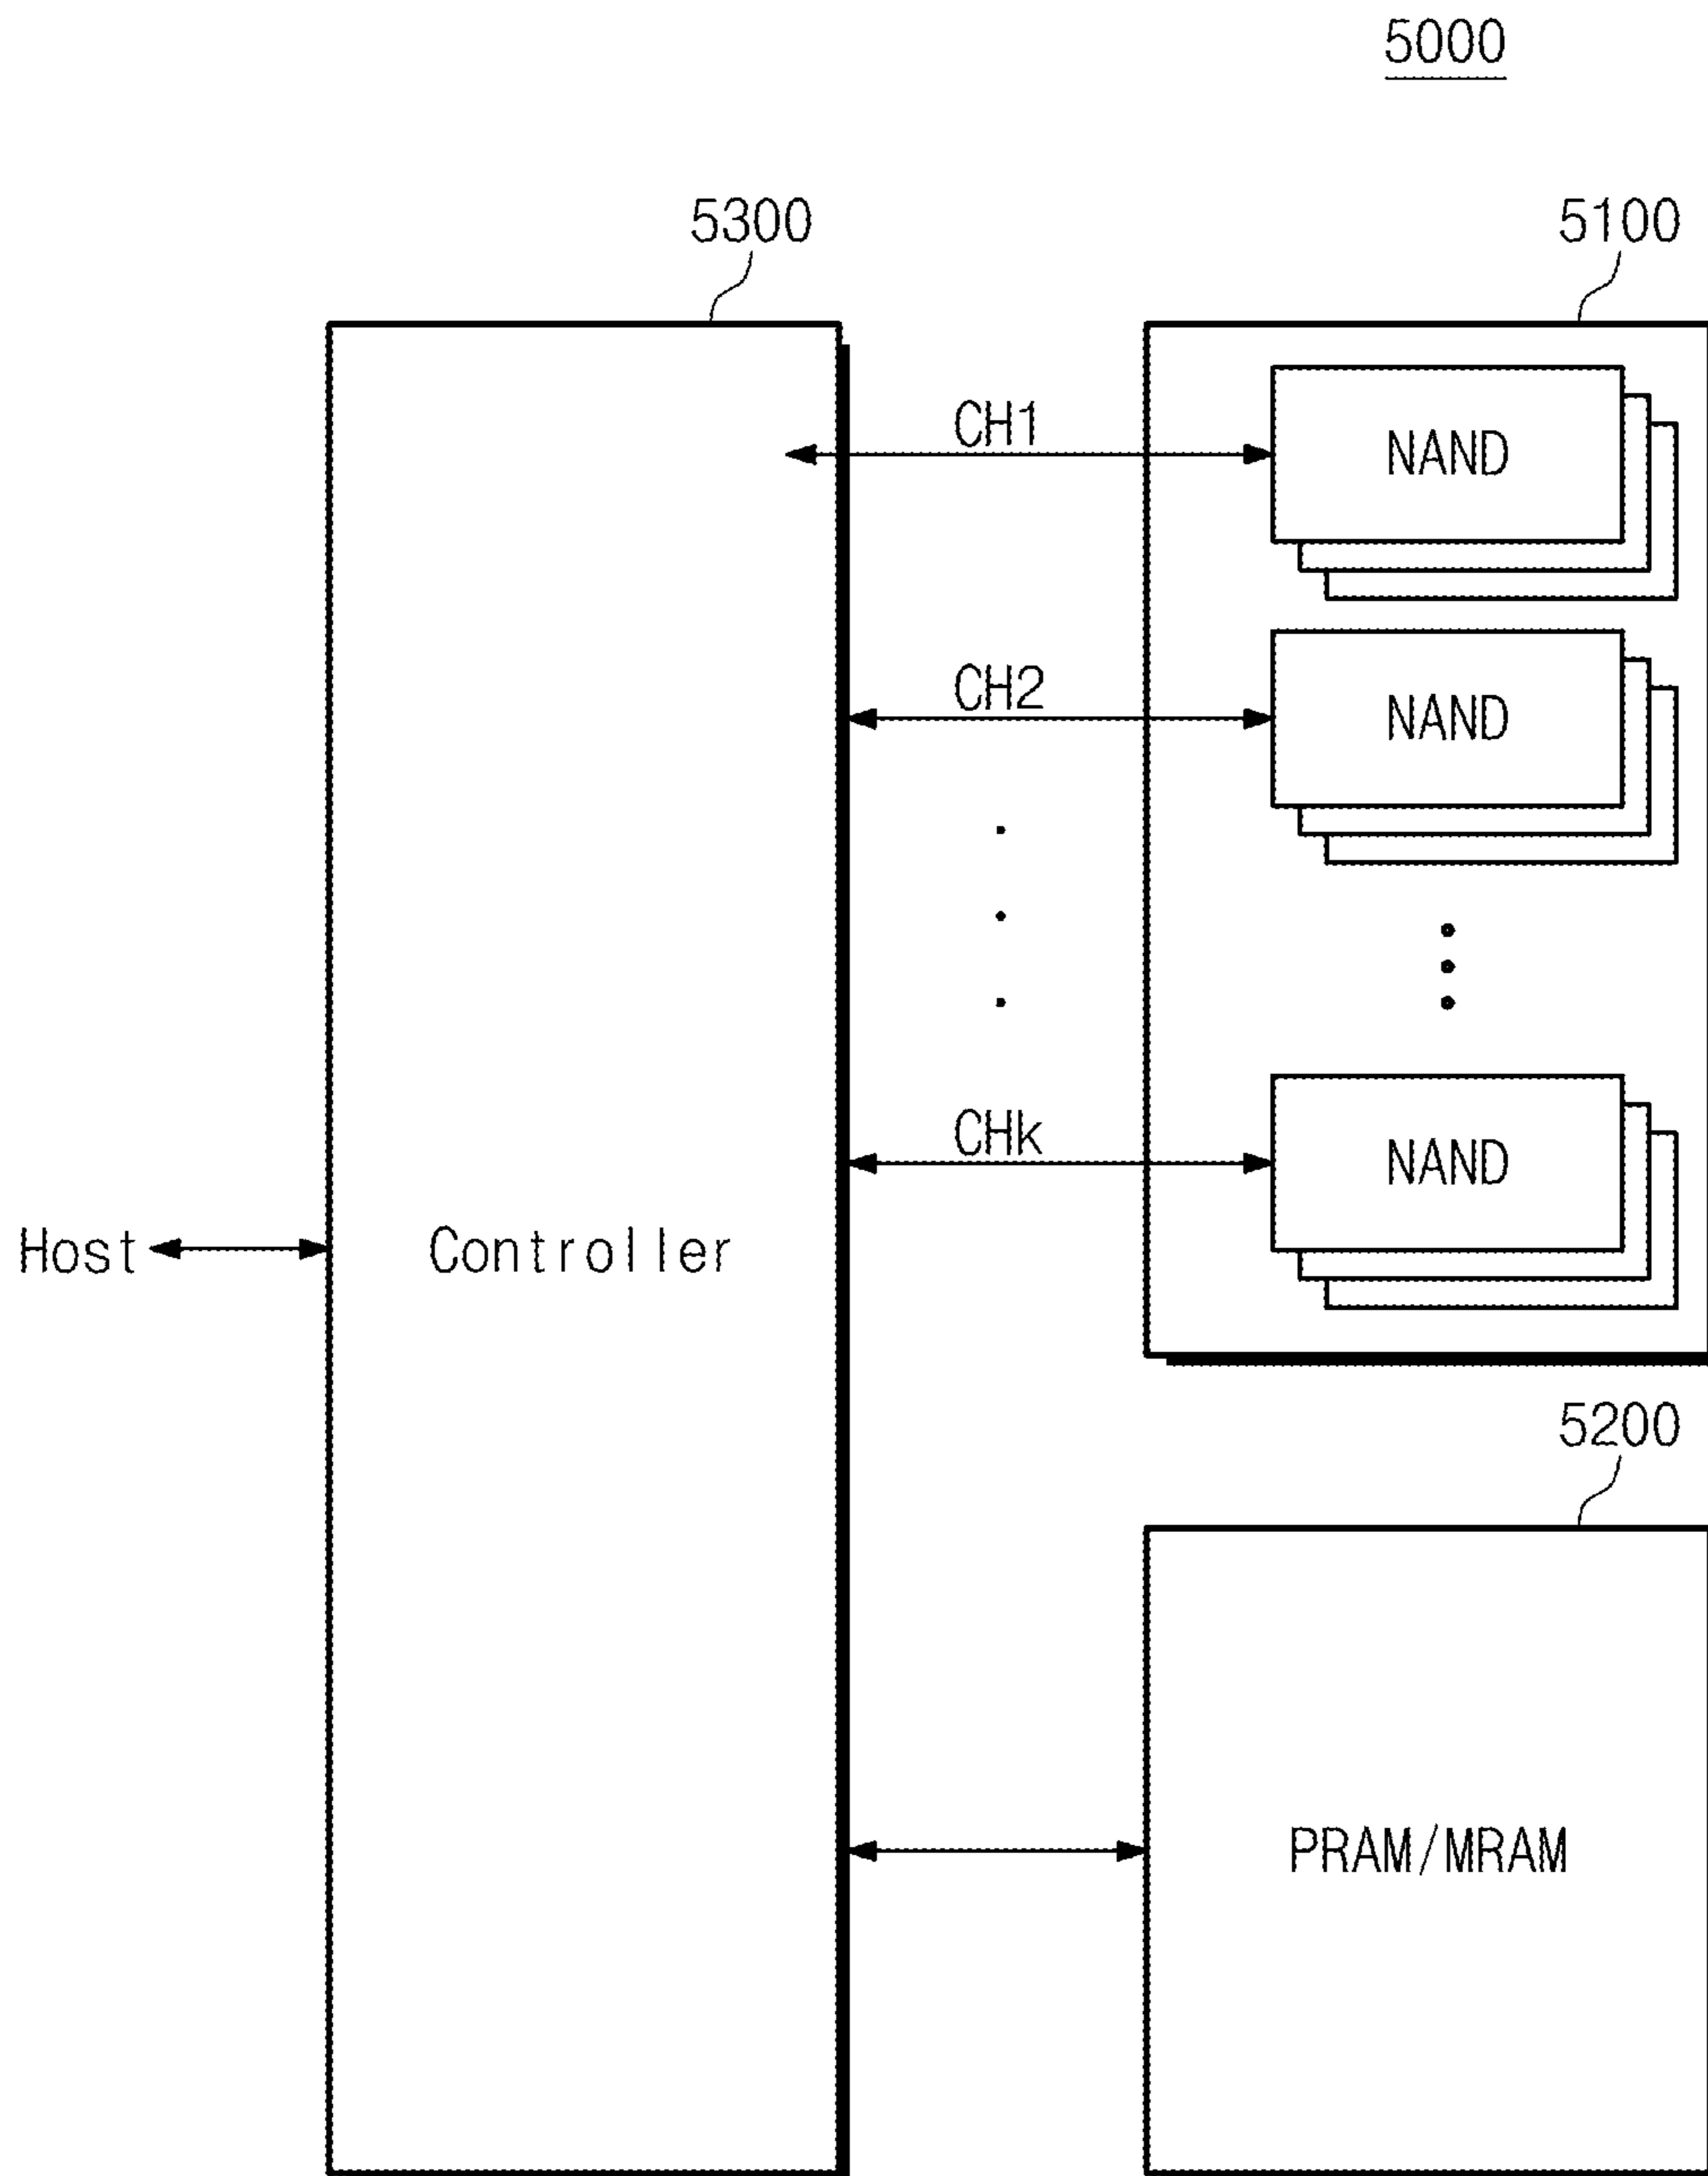 5000
5300
5100
CH1
NAND
CH2
NAND
CHk
NAND
Host
Controller
5200
PRAM/MRAM